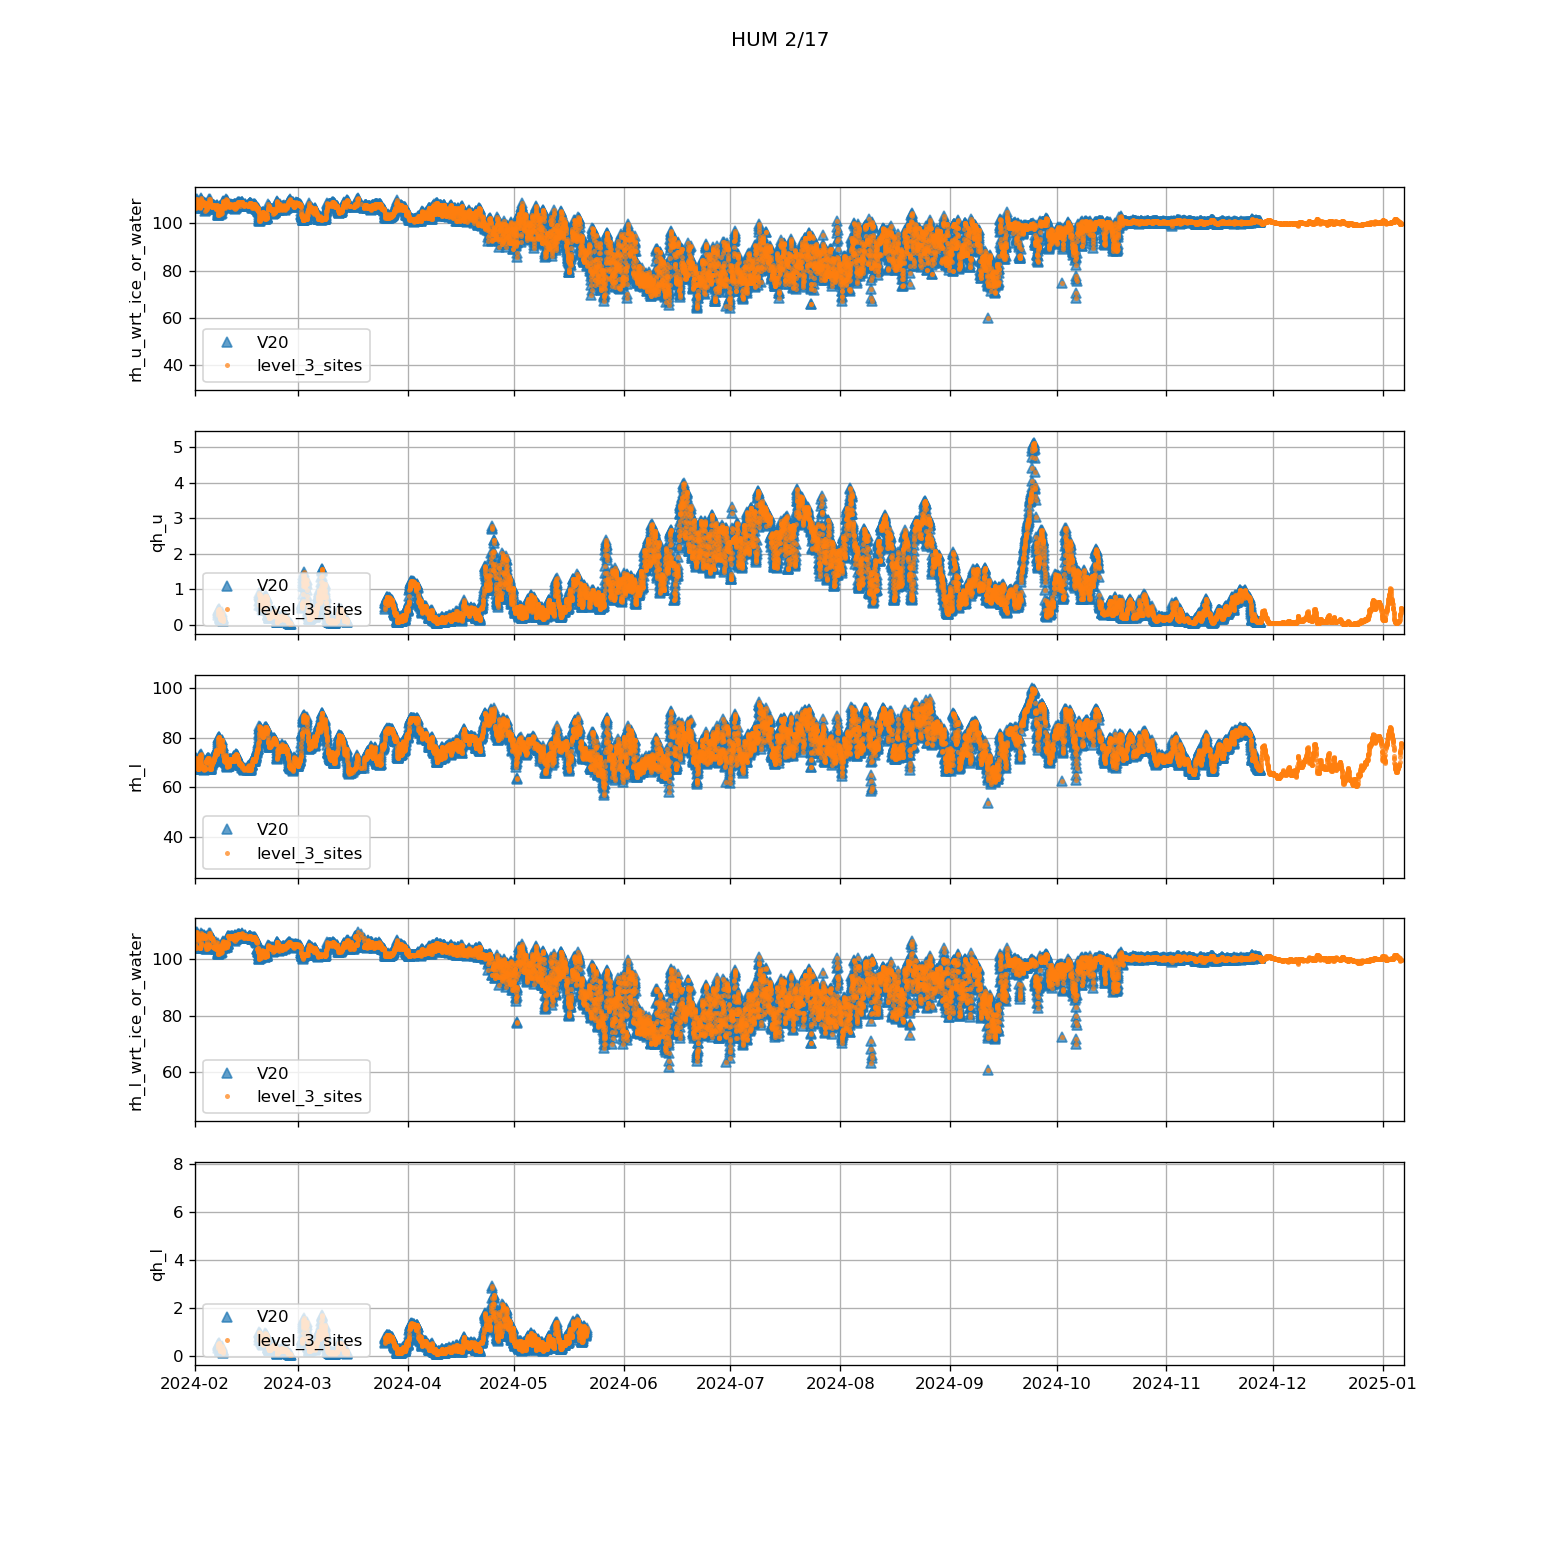 HUM 2/17
rh_u_wrt_ice_or_water
100
80
60
40
V20
level_3_sites
qh_u
5
4
3
2
1
0
V20
level_3_sites
rh_l
100
80
60
40
V20
level_3_sites
rh_l_wrt_ice_or_water
100
80
60
V20
level_3_sites
qh_l
8
6
4
2
0
V20
level_3_sites
2024-02 2024-03 2024-04 2024-05 2024-06 2024-07 2024-08 2024-09 2024-10 2024-11 2024-12 2025-01